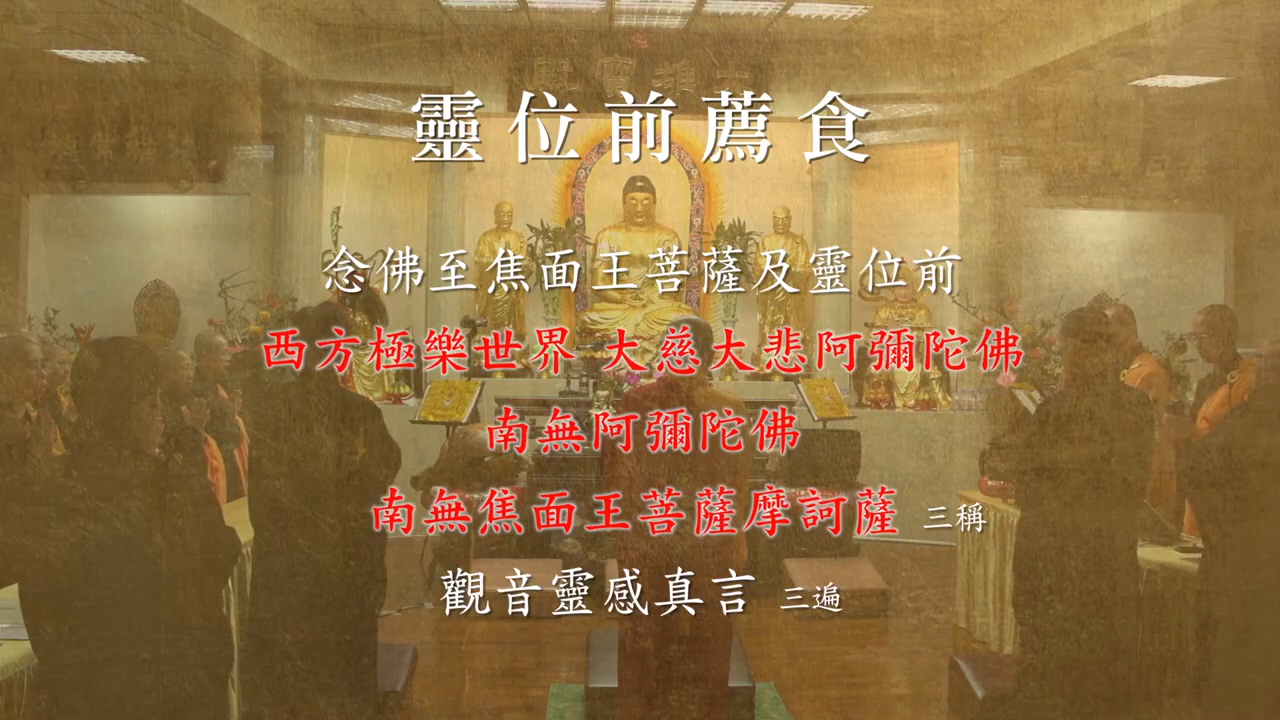 靈位前薦食
念佛至焦面王菩薩及靈位前
西方極樂世界 大慈大悲阿彌陀佛
南無阿彌陀佛
南無焦面王菩薩摩訶薩 三稱
觀音靈感真言 三遍